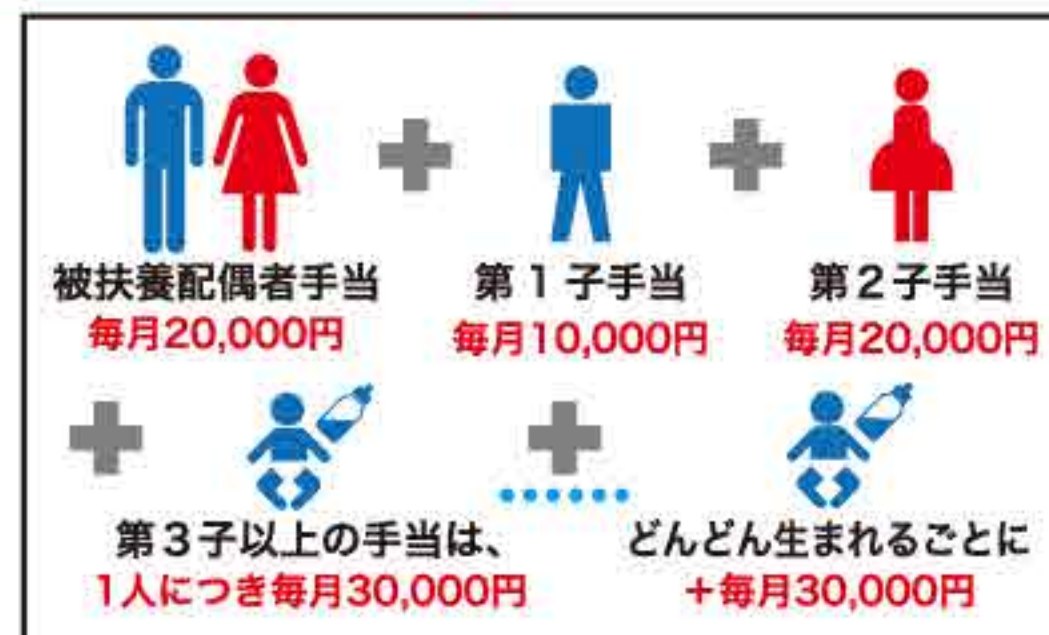 被扶養配偶者手当
毎月20,000円
第1子手当
毎月10,000円
第2子手当
毎月20,000円
第3子以上の手当は、
1人につき毎月30,000円
どんどん生まれるごとに
+毎月30,000円